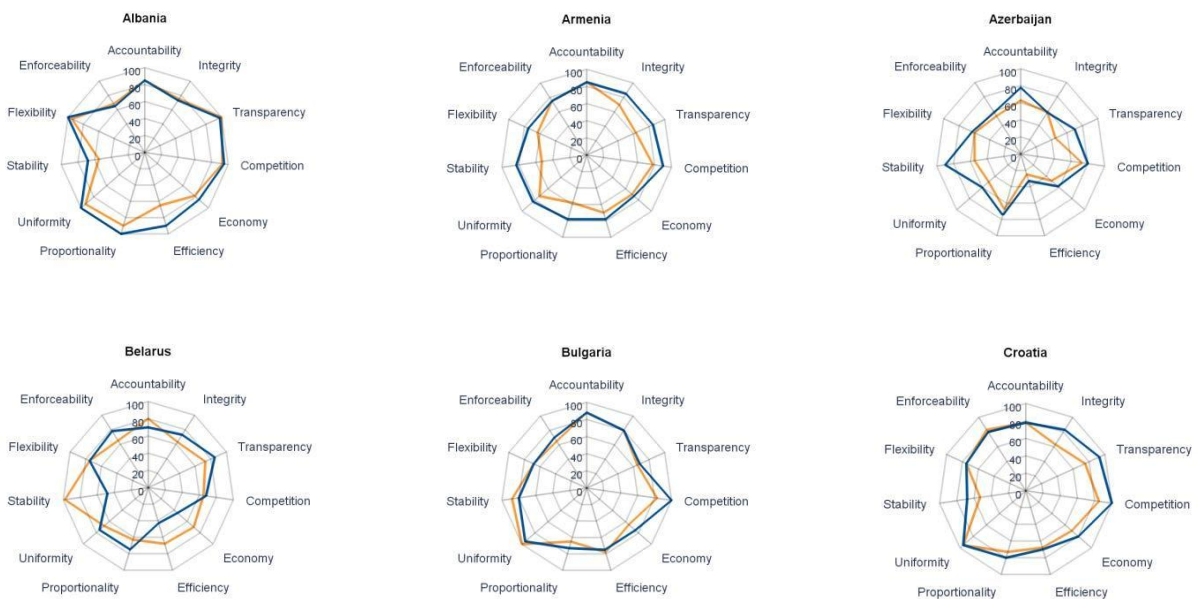 Albania
Accountability
Enforceability
Integrity
100
Flexibility
80
Transparency
60
40
20
Stability
0
Competition
Uniformity
Economy
Proportionality
Efficiency
Armenia
Accountability
Enforceability
Integrity
100
Flexibility
80
Transparency
60
40
20
Stability
0
Competition
Uniformity
Economy
Proportionality
Efficiency
Azerbaijan
Accountability
Enforceability
Integrity
100
Flexibility
80
Transparency
60
40
20
Stability
0
Competition
Uniformity
Economy
Proportionality
Efficiency
Belarus
Accountability
Enforceability
Integrity
100
Flexibility
80
Transparency
60
40
20
Stability
0
Competition
Uniformity
Economy
Proportionality
Efficiency
Bulgaria
Accountability
Enforceability
Integrity
100
Flexibility
80
Transparency
60
40
20
Stability
0
Competition
Uniformity
Economy
Proportionality
Efficiency
Croatia
Accountability
Enforceability
Integrity
100
Flexibility
80
Transparency
60
40
20
Stability
0
Competition
Uniformity
Economy
Proportionality
Efficiency